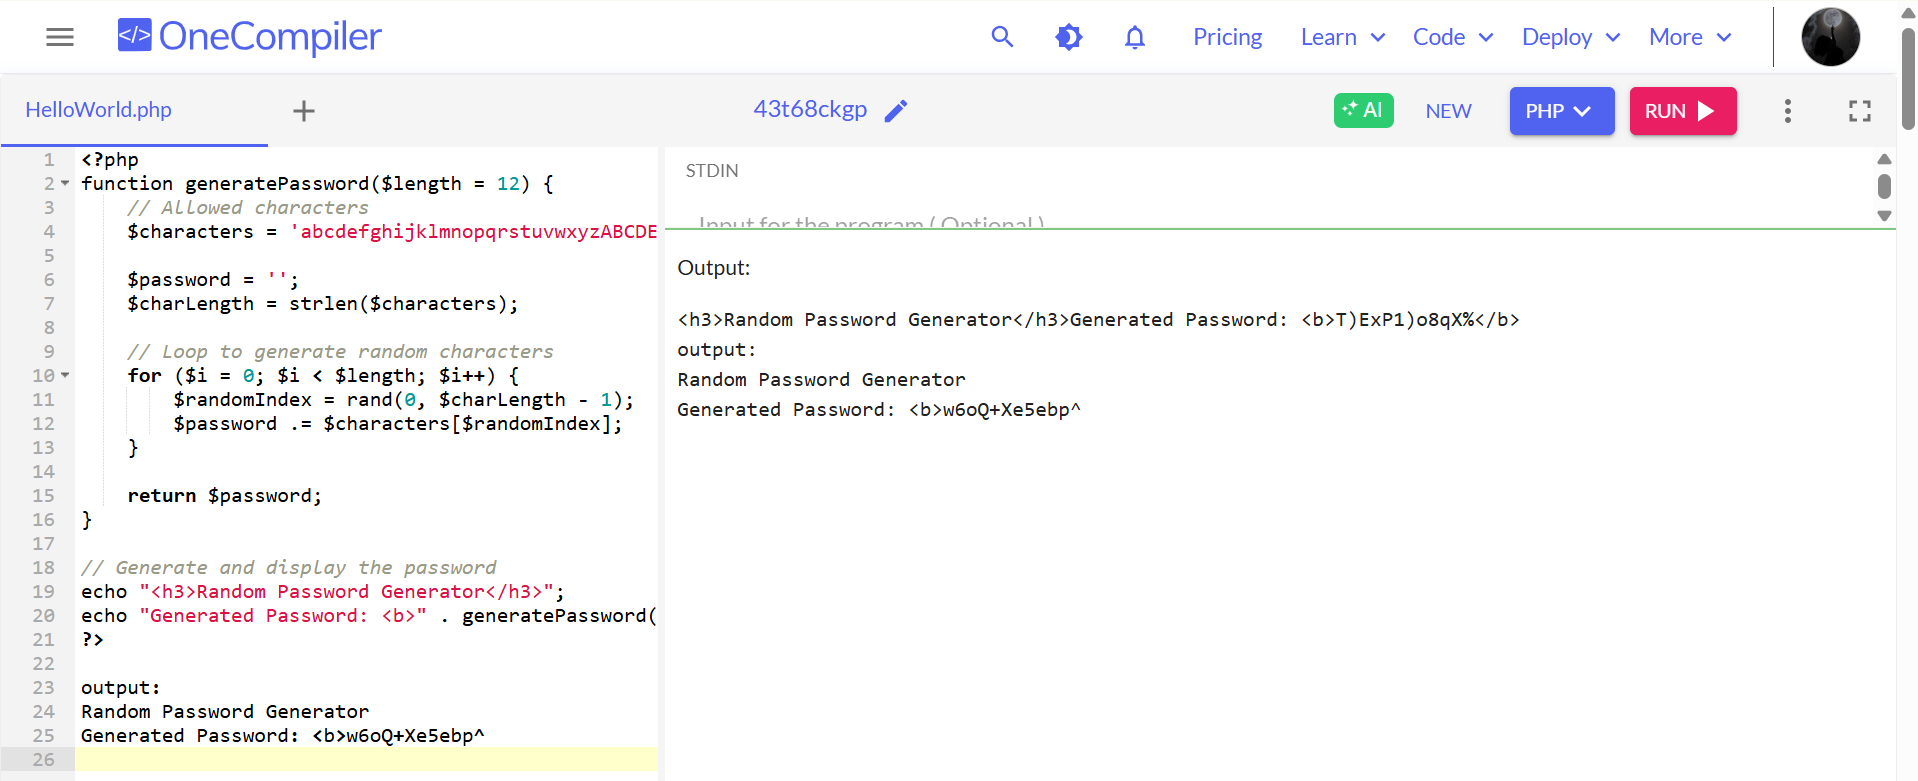 </> OneCompiler
Pricing Learn Code Deploy More
HelloWorld.php
43t68ckgp
AI NEW PHP RUN
1 <?php
2 function generatePassword($length = 12) {
3 // Allowed characters
4 $characters = 'abcdefghijklmnopqrstuvwxyzABCDE
5
6 $password = '';
7 $charLength = strlen($characters);
8
9 // Loop to generate random characters
10 for ($i = 0; $i < $length; $i++) {
11 $randomIndex = rand(0, $charLength - 1);
12 $password .= $characters[$randomIndex];
13 }
14
15 return $password;
16 }
17
18 // Generate and display the password
19 echo "<h3>Random Password Generator</h3>";
20 echo "Generated Password: <b>" . generatePassword(
21 ?>
22
23 output:
24 Random Password Generator
25 Generated Password: <b>w6oQ+Xe5ebp^
26
STDIN
Input for the program ( Optional )
Output:
<h3>Random Password Generator</h3>Generated Password: <b>T)ExP1)o8qX%</b>
output:
Random Password Generator
Generated Password: <b>w6oQ+Xe5ebp^